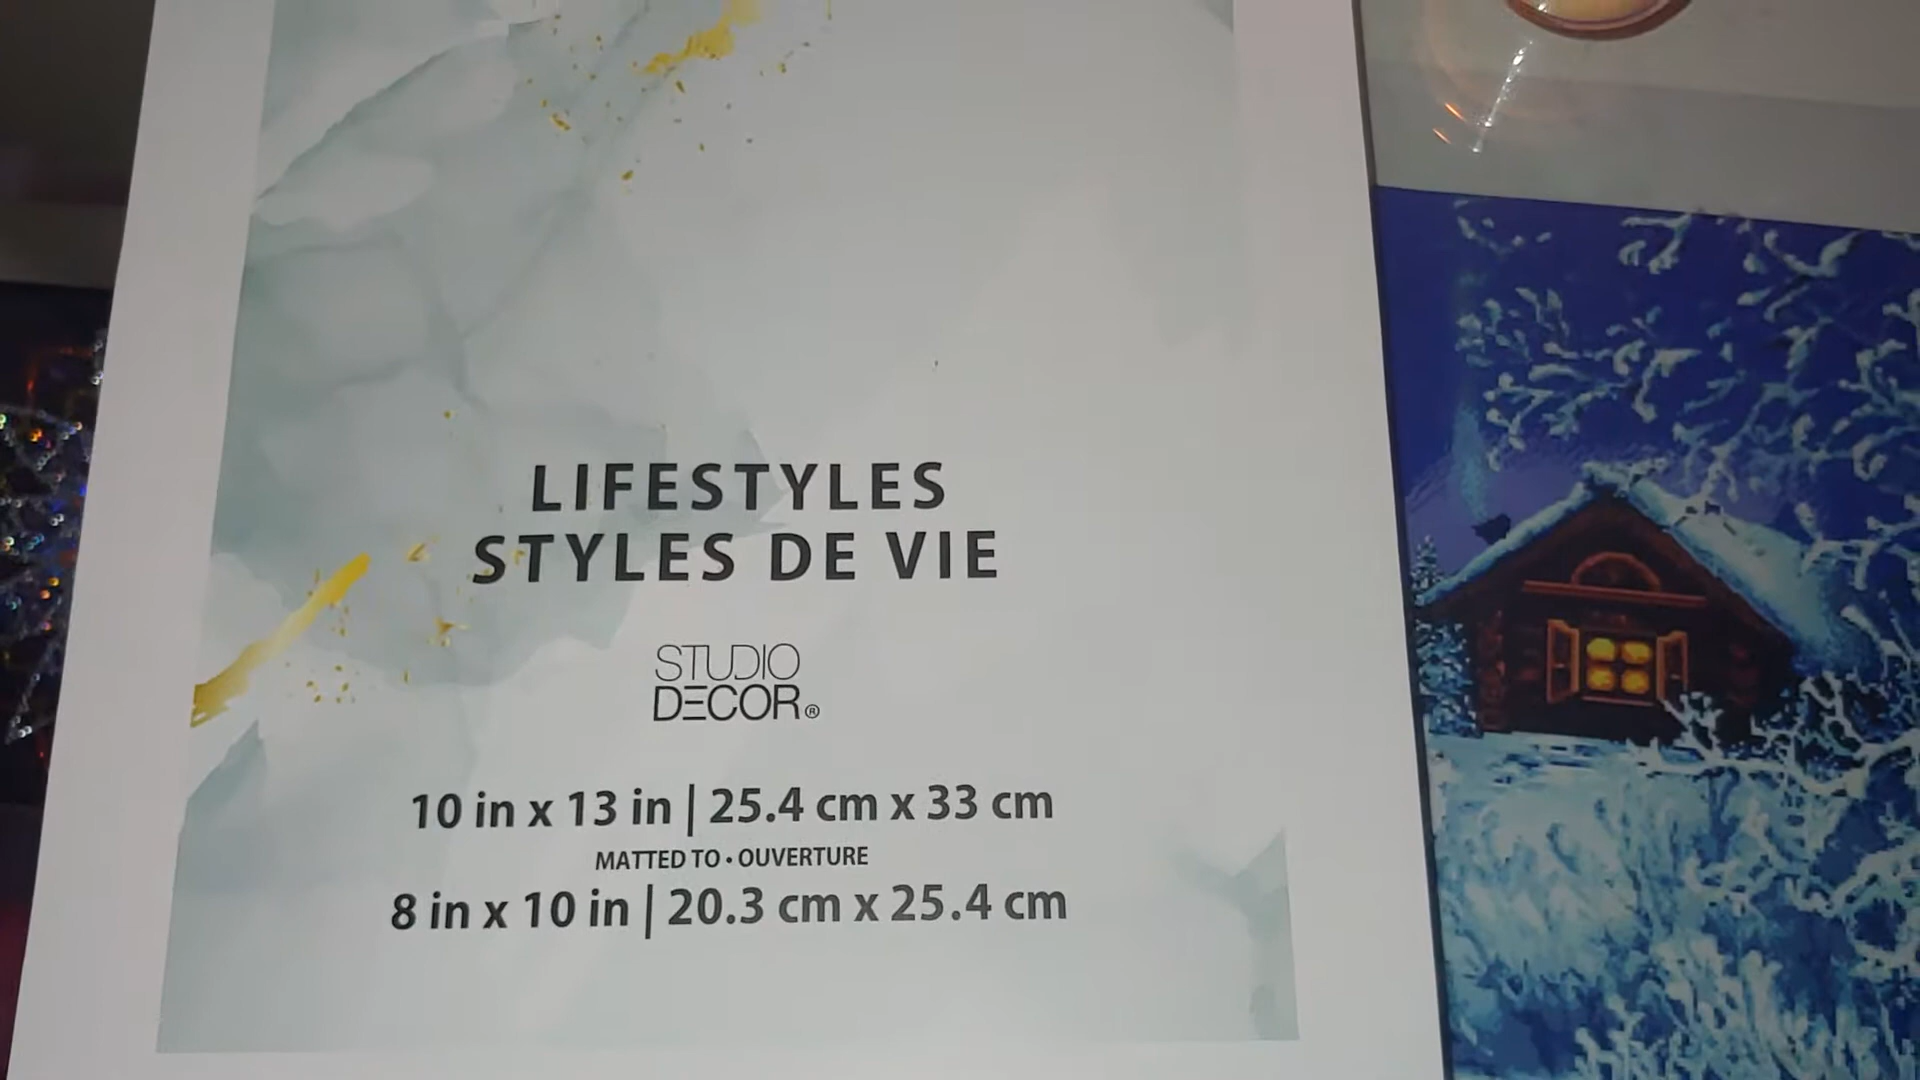 LIFESTYLES
STYLES DE VIE
STUDIO
DECOR®
10 in x 13 in | 25.4 cm x 33 cm
MATTED TO • OUVERTURE
8 in x 10 in | 20.3 cm x 25.4 cm